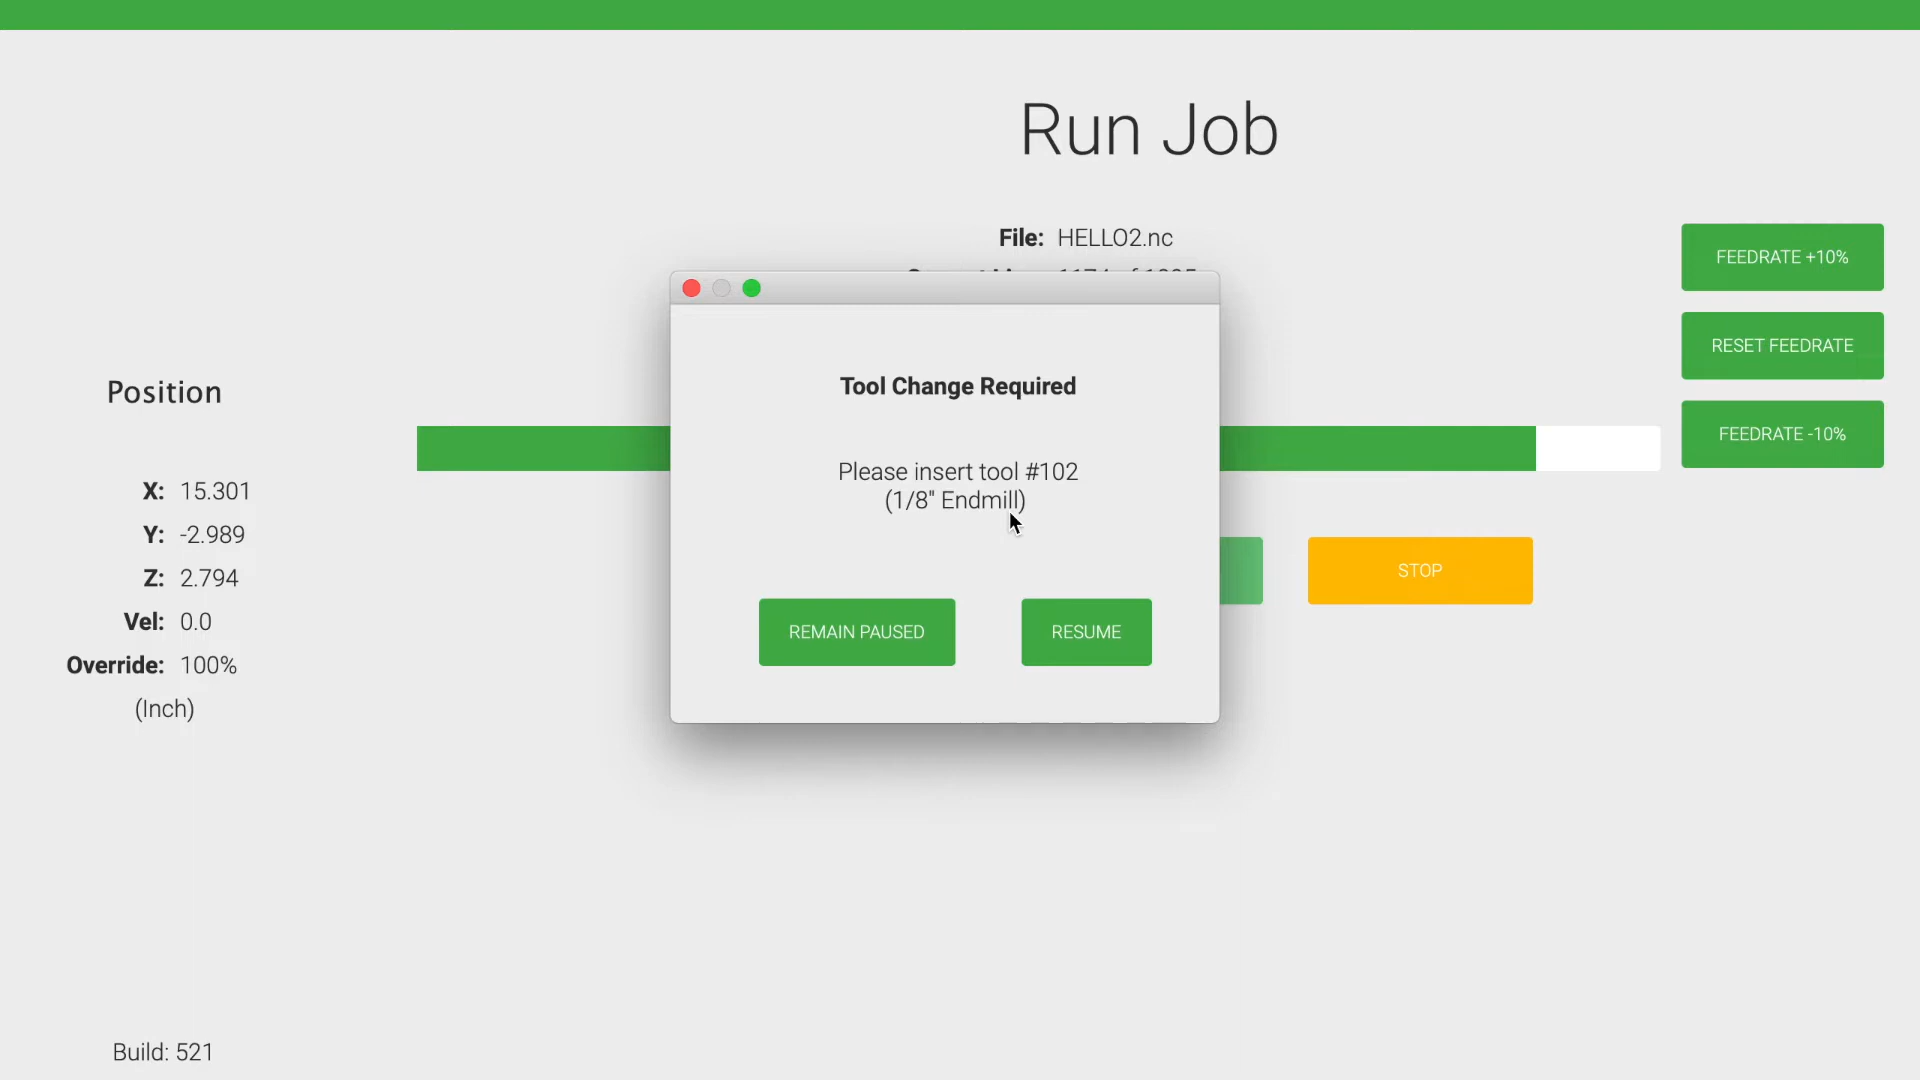 Run Job
File: HELLO2.nc
FEEDRATE +10%
RESET FEEDRATE
FEEDRATE -10%
Position
X: 15.301
Y: -2.989
Z: 2.794
Vel: 0.0
Override: 100%
(Inch)
Tool Change Required
Please insert tool #102
(1/8" Endmill)
REMAIN PAUSED
RESUME
STOP
Build: 521